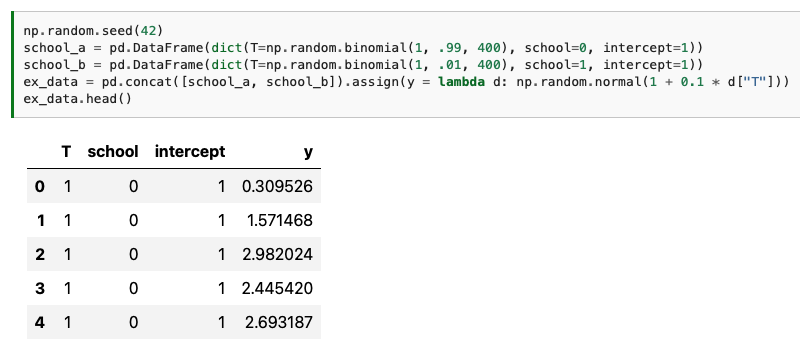 np.random.seed(42)
school_a = pd.DataFrame(dict(T=np.random.binomial(1, .99, 400), school=0, intercept=1))
school_b = pd.DataFrame(dict(T=np.random.binomial(1, .01, 400), school=1, intercept=1))
ex_data = pd.concat([school_a, school_b]).assign(y = lambda d: np.random.normal(1 + 0.1 * d["T"]))
ex_data.head()
T school intercept y
0 1 0 1 0.309526
1 1 0 1 1.571468
2 1 0 1 2.982024
3 1 0 1 2.445420
4 1 0 1 2.693187